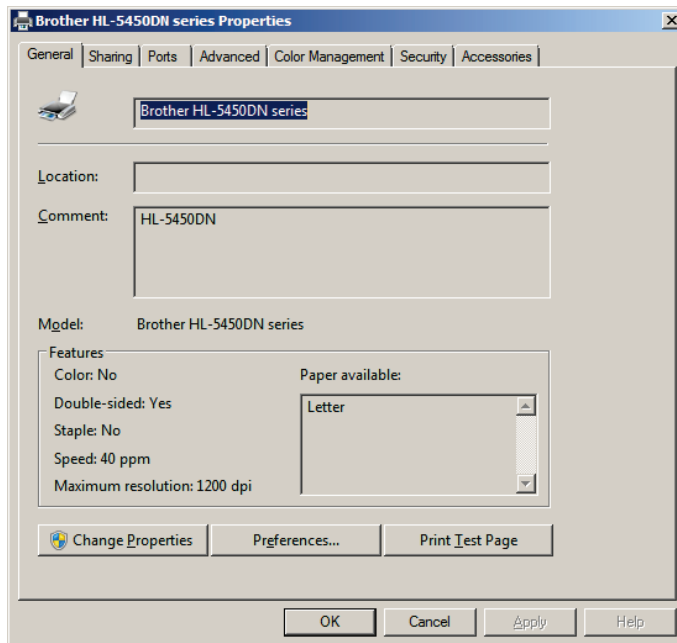 Brother HL-5450DN series Properties
General Sharing Ports Advanced Color Management Security Accessories
Brother HL-5450DN series
Location:
Comment: HL-5450DN
Model: Brother HL-5450DN series
Features
Color: No Paper available:
Double-sided: Yes Letter
Staple: No
Speed: 40 ppm
Maximum resolution: 1200 dpi
Change Properties Preferences... Print Test Page
OK Cancel Apply Help